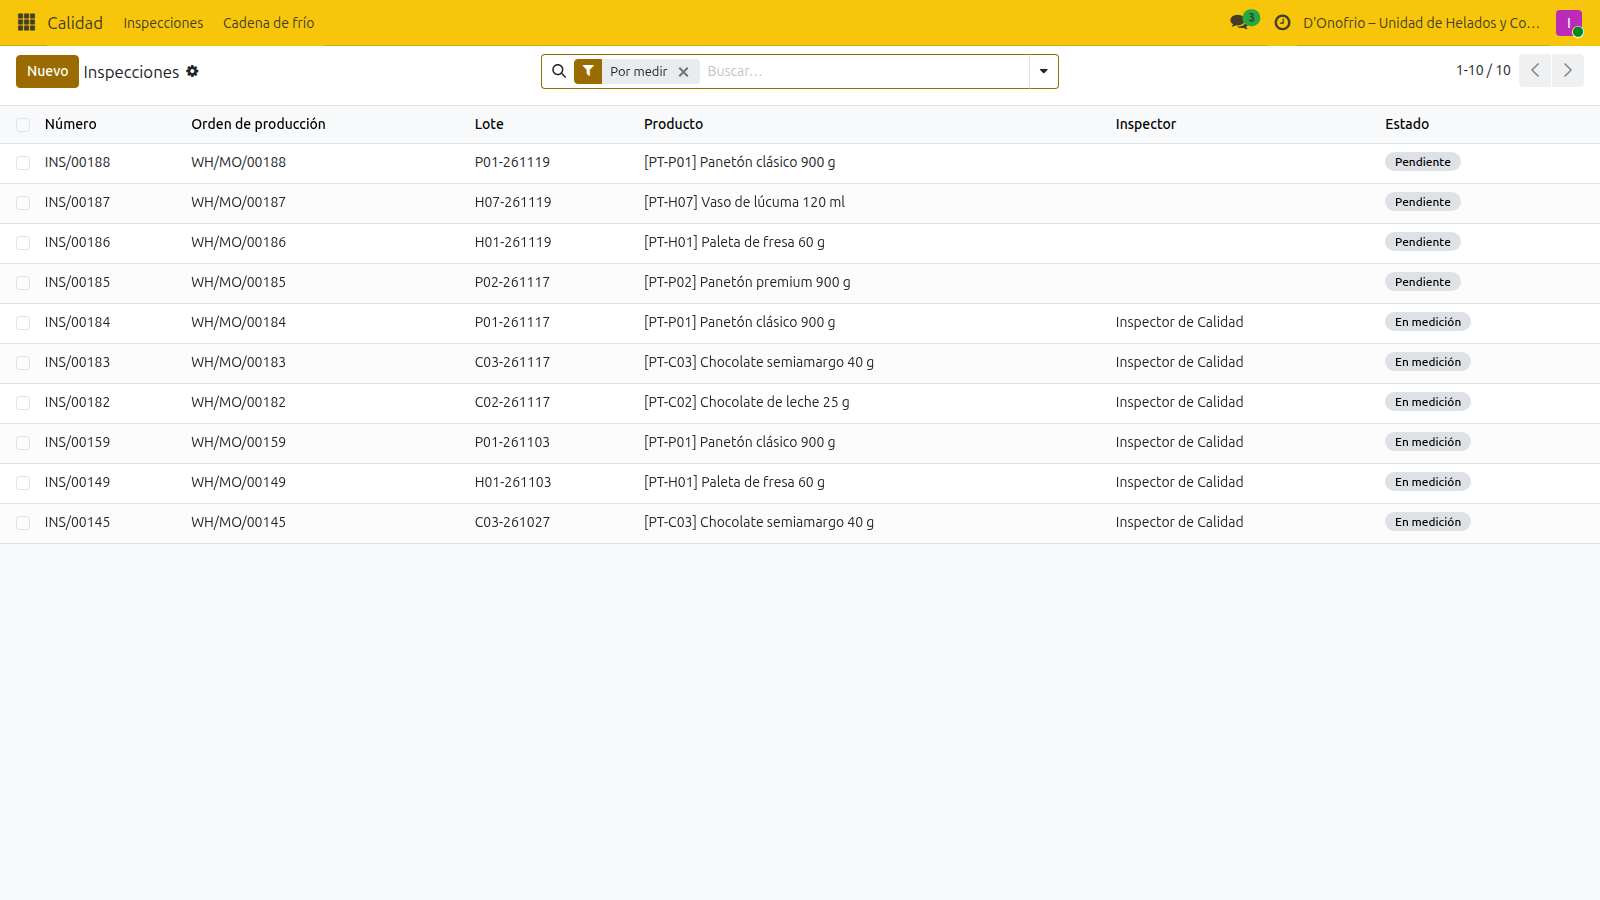 Calidad Inspecciones Cadena de frío 3 D'Onofrio – Unidad de Helados y Co... I
Nuevo Inspecciones Por medir Buscar... 1-10 / 10
Número Orden de producción Lote Producto Inspector Estado
INS/00188 WH/MO/00188 P01-261119 [PT-P01] Panetón clásico 900 g Pendiente
INS/00187 WH/MO/00187 H07-261119 [PT-H07] Vaso de lúcuma 120 ml Pendiente
INS/00186 WH/MO/00186 H01-261119 [PT-H01] Paleta de fresa 60 g Pendiente
INS/00185 WH/MO/00185 P02-261117 [PT-P02] Panetón premium 900 g Pendiente
INS/00184 WH/MO/00184 P01-261117 [PT-P01] Panetón clásico 900 g Inspector de Calidad En medición
INS/00183 WH/MO/00183 C03-261117 [PT-C03] Chocolate semiamargo 40 g Inspector de Calidad En medición
INS/00182 WH/MO/00182 C02-261117 [PT-C02] Chocolate de leche 25 g Inspector de Calidad En medición
INS/00159 WH/MO/00159 P01-261103 [PT-P01] Panetón clásico 900 g Inspector de Calidad En medición
INS/00149 WH/MO/00149 H01-261103 [PT-H01] Paleta de fresa 60 g Inspector de Calidad En medición
INS/00145 WH/MO/00145 C03-261027 [PT-C03] Chocolate semiamargo 40 g Inspector de Calidad En medición